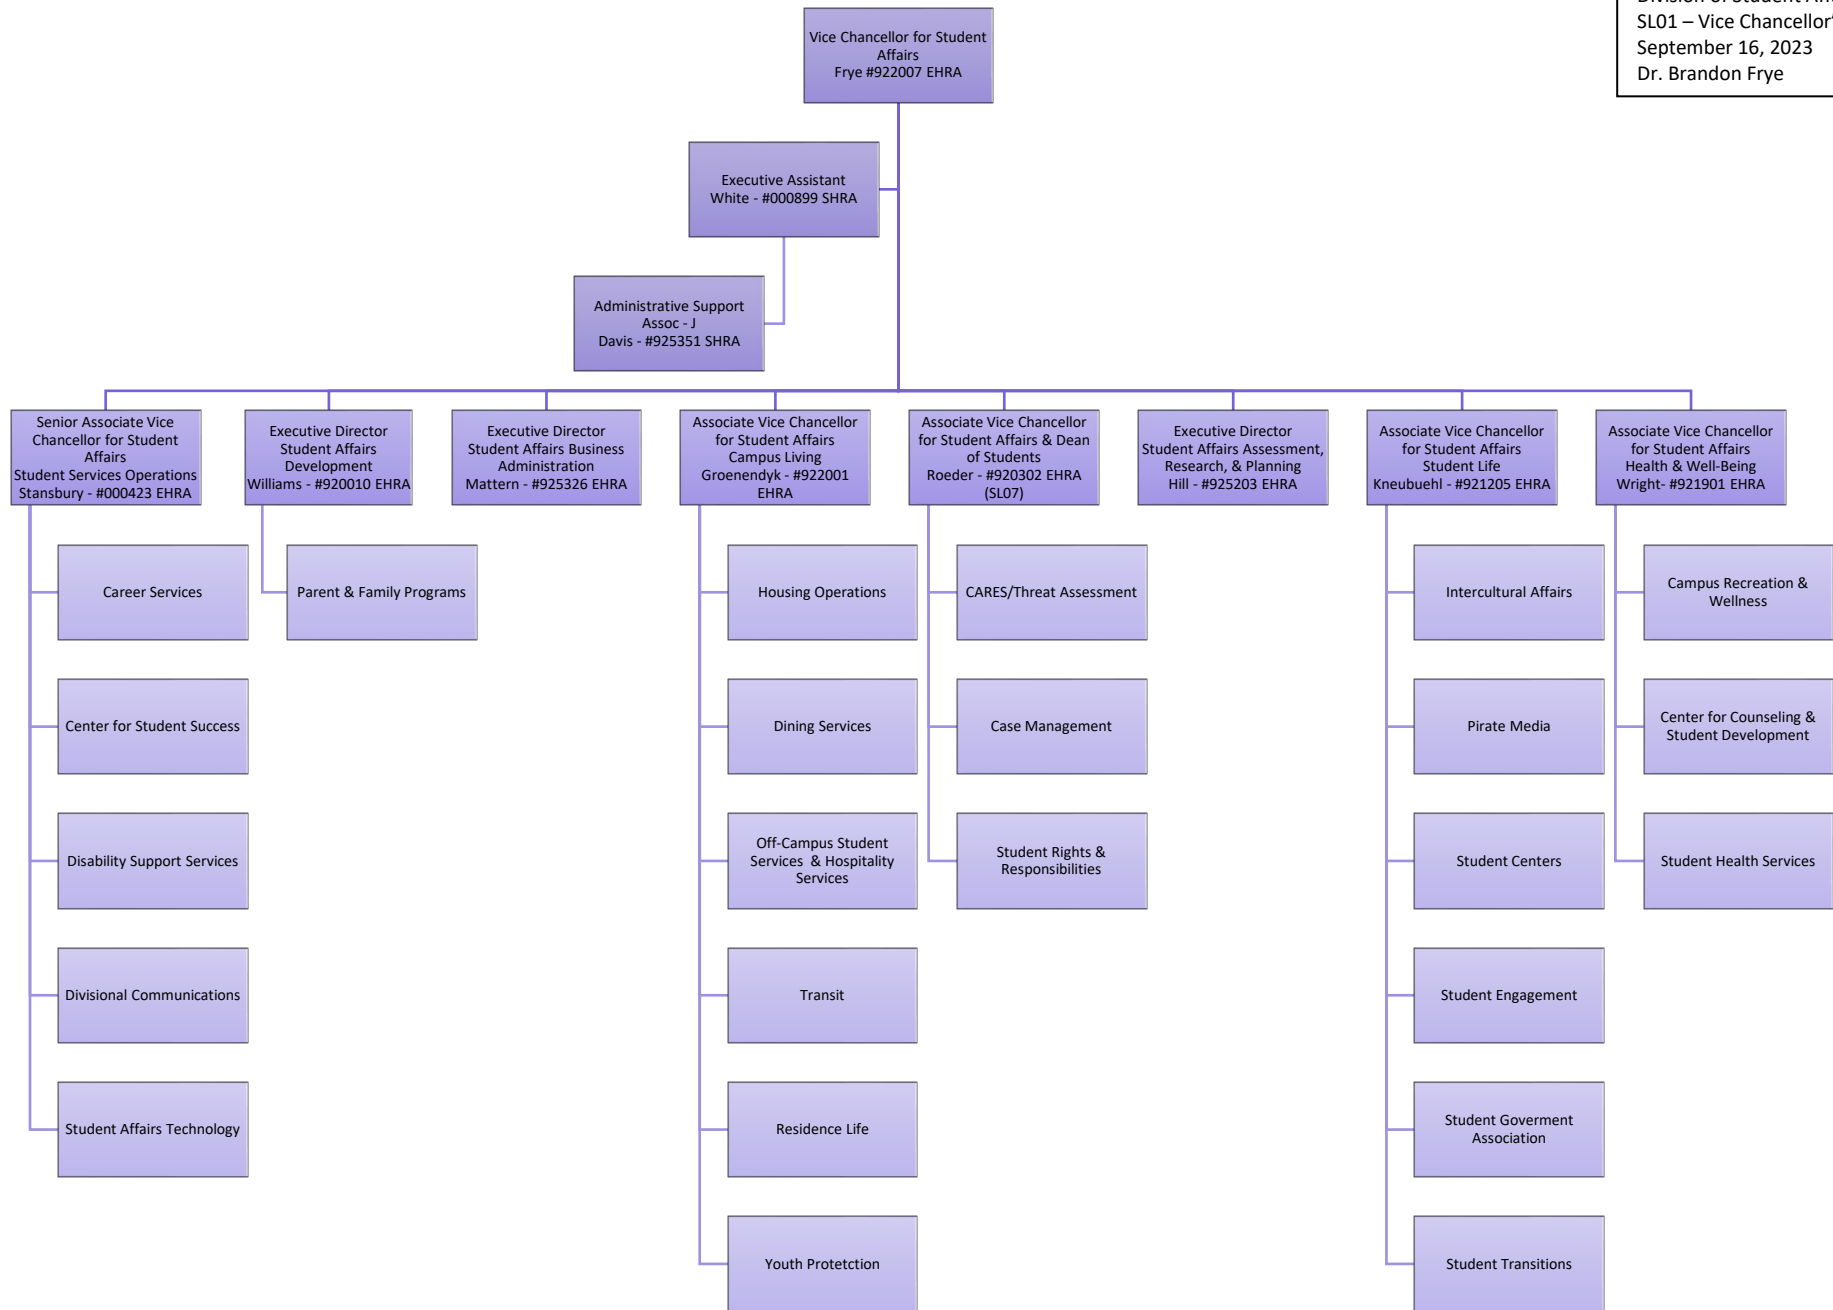 Division of Student
SL01 – Vice Chancellor'
September 16, 2023
Dr. Brandon Frye
Vice Chancellor for Student
Affairs
Frye #922007 EHRA
Executive Assistant
White - #000899 SHRA
Administrative Support
Assoc - J
Davis - #925351 SHRA
Senior Associate Vice
Chancellor for Student
Affairs
Student Services Operations
Stansbury - #000423 EHRA
Executive Director
Student Affairs
Development
Williams - #920010 EHRA
Executive Director
Student Affairs Business
Administration
Mattern - #925326 EHRA
Associate Vice Chancellor
for Student Affairs
Campus Living
Groenendyk - #922001
EHRA
Associate Vice Chancellor
for Student Affairs & Dean
of Students
Roeder - #920302 EHRA
(SL07)
Executive Director
Student Affairs Assessment,
Research, & Planning
Hill - #925203 EHRA
Associate Vice Chancellor
for Student Affairs
Student Life
Kneubuehl - #921205 EHRA
Associate Vice Chancellor
for Student Affairs
Health & Well-Being
Wright- #921901 EHRA
Career Services
Center for Student Success
Disability Support Services
Divisional Communications
Student Affairs Technology
Parent & Family Programs
Housing Operations
Dining Services
Off-Campus Student
Services & Hospitality
Services
Transit
Residence Life
Youth Protetction
CARES/Threat Assessment
Case Management
Student Rights &
Responsibilities
Intercultural Affairs
Pirate Media
Student Centers
Student Engagement
Student Goverment
Association
Student Transitions
Campus Recreation &
Wellness
Center for Counseling &
Student Development
Student Health Services